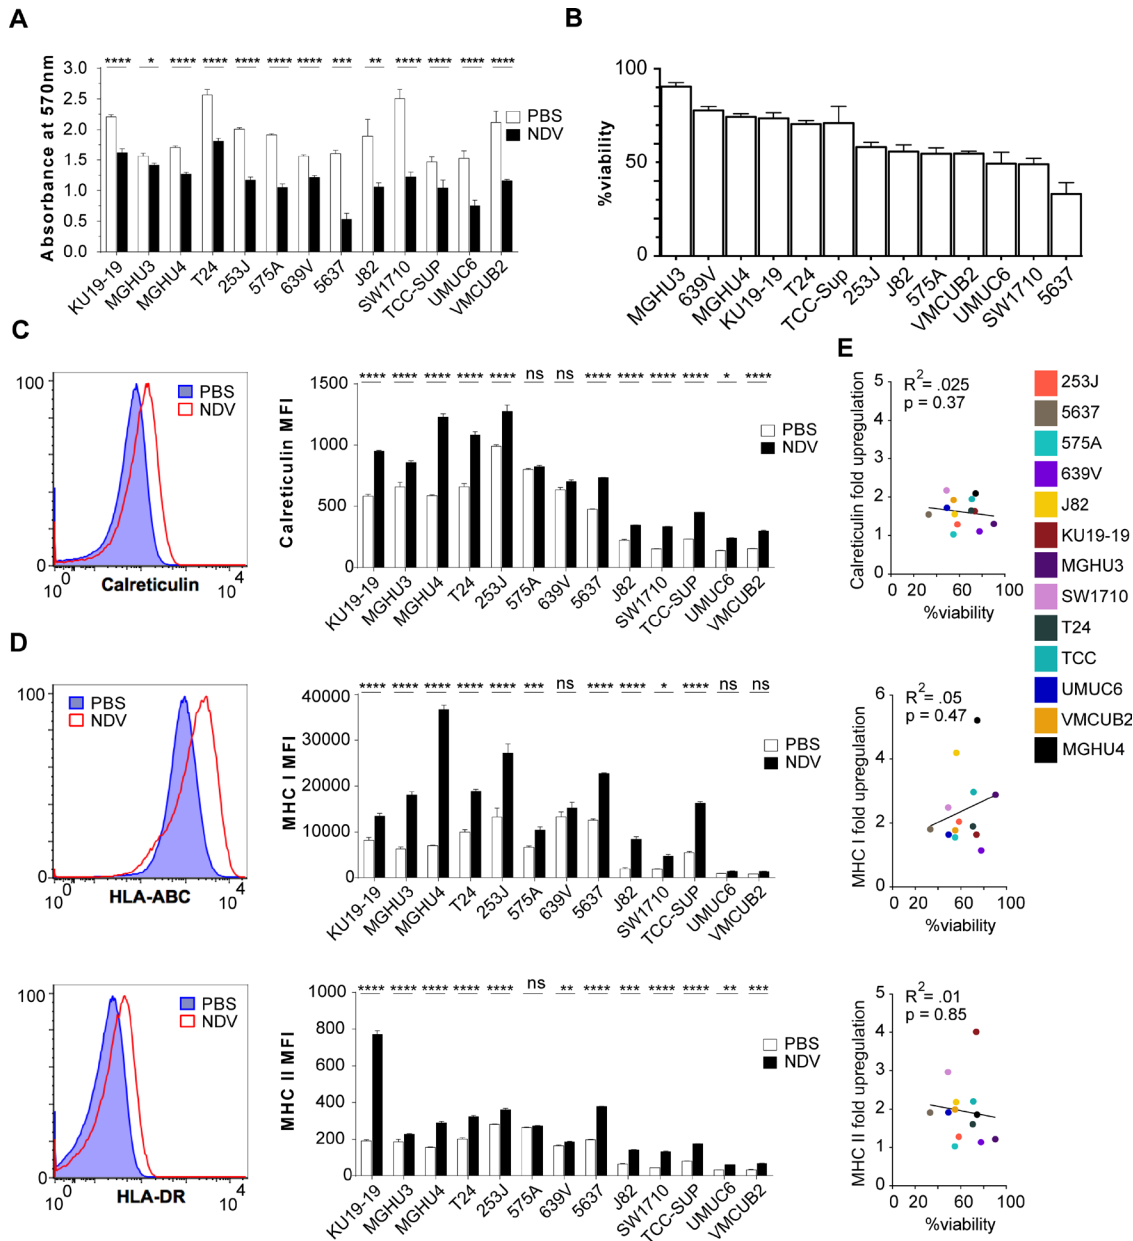 A
Absorbance at 570nm
3.0
2.5
2.0
1.5
1.0
0.5
0.0
**** * **** **** **** **** **** *** ** **** **** **** ****
PBS
NDV
KU19-19 MGHU3 MGHU4 T24 253J 575A 639V 5637 J82 SW1710 TCC-SUP UMUC6 VMCUB2
B
%viability
100
50
0
MGHU3 639V MGHU4 KU19-19 T24 TCC-Sup 253J J82 575A VMCUB2 UMUC6 SW1710 5637
C
100
0
PBS
NDV
10^0 10^4
Calreticulin
Calreticulin MFI
1500
1000
500
0
**** **** **** **** **** ns ns **** **** **** **** * ****
PBS
NDV
KU19-19 MGHU3 MGHU4 T24 253J 575A 639V 5637 J82 SW1710 TCC-SUP UMUC6 VMCUB2
D
100
0
PBS
NDV
10^0 10^4
HLA-ABC
MHC I MFI
40000
30000
20000
10000
0
**** **** **** **** **** *** ns **** **** * **** ns ns
PBS
NDV
KU19-19 MGHU3 MGHU4 T24 253J 575A 639V 5637 J82 SW1710 TCC-SUP UMUC6 VMCUB2
100
0
PBS
NDV
10^0 10^4
HLA-DR
MHC II MFI
1000
800
600
400
200
0
**** **** **** **** **** ns ** **** *** **** **** ** ***
PBS
NDV
KU19-19 MGHU3 MGHU4 T24 253J 575A 639V 5637 J82 SW1710 TCC-SUP UMUC6 VMCUB2
E
Calreticulin fold upregulation
5
4
3
2
1
0
R^2= .025
p = 0.37
20 40 60 80 100
%viability
MHC I fold upregulation
6
4
2
0
R^2= .05
p = 0.47
20 40 60 80 100
%viability
MHC II fold upregulation
5
4
3
2
1
0
R^2= .01
p = 0.85
20 40 60 80 100
%viability
253J
5637
575A
639V
J82
KU19-19
MGHU3
SW1710
T24
TCC
UMUC6
VMCUB2
MGHU4